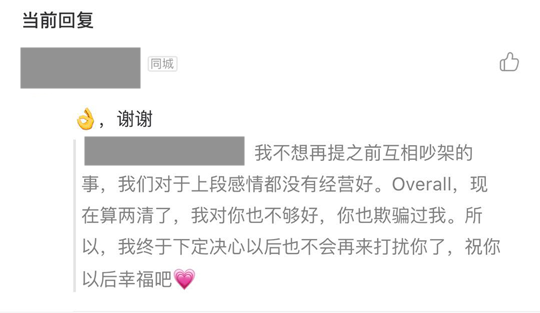 当前回复
同城
👌，谢谢
我不想再提之前互相吵架的
事，我们对于上段感情都没有经营好。Overall，现
在算两清了，我对你也不够好，你也欺骗过我。所
以，我终于下定决心以后也不会再来打扰你了，祝你
以后幸福吧💗